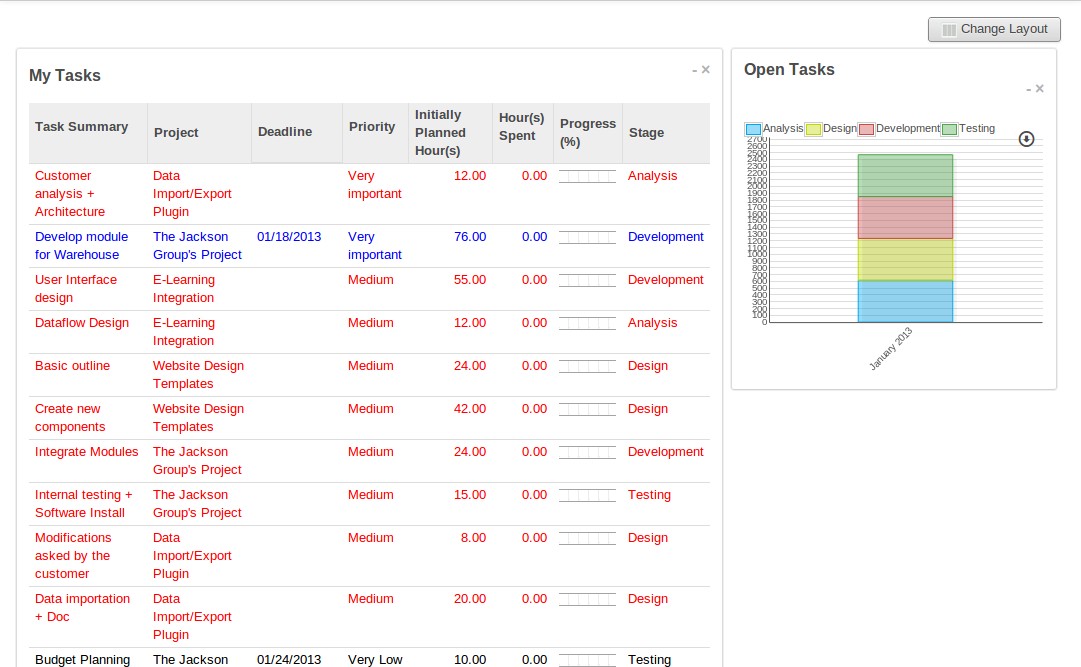 Change Layout
My Tasks
- ×
Task Summary Project Deadline Priority Initially Planned Hour(s) Hour(s) Spent Progress (%) Stage
Customer Data Very 12.00 0.00 Analysis
analysis + Import/Export important
Architecture Plugin
Develop module The Jackson 01/18/2013 Very 76.00 0.00 Development
for Warehouse Group's Project important
User Interface E-Learning Medium 55.00 0.00 Development
design Integration
Dataflow Design E-Learning Medium 12.00 0.00 Analysis
Integration
Basic outline Website Design Medium 24.00 0.00 Design
Templates
Create new Website Design Medium 42.00 0.00 Design
components Templates
Integrate Modules The Jackson Medium 24.00 0.00 Development
Group's Project
Internal testing + The Jackson Medium 15.00 0.00 Testing
Software Install Group's Project
Modifications Data Medium 8.00 0.00 Design
asked by the Import/Export
customer Plugin
Data importation Data Medium 20.00 0.00 Design
+ Doc Import/Export
Plugin
Budget Planning The Jackson 01/24/2013 Very Low 10.00 0.00 Testing
Open Tasks
- ×
Analysis Design Development Testing
2700
2600
2500
2400
2300
2200
2100
2000
1900
1800
1700
1600
1500
1400
1300
1200
1100
1000
900
800
700
600
500
400
300
200
100
0
January 2013